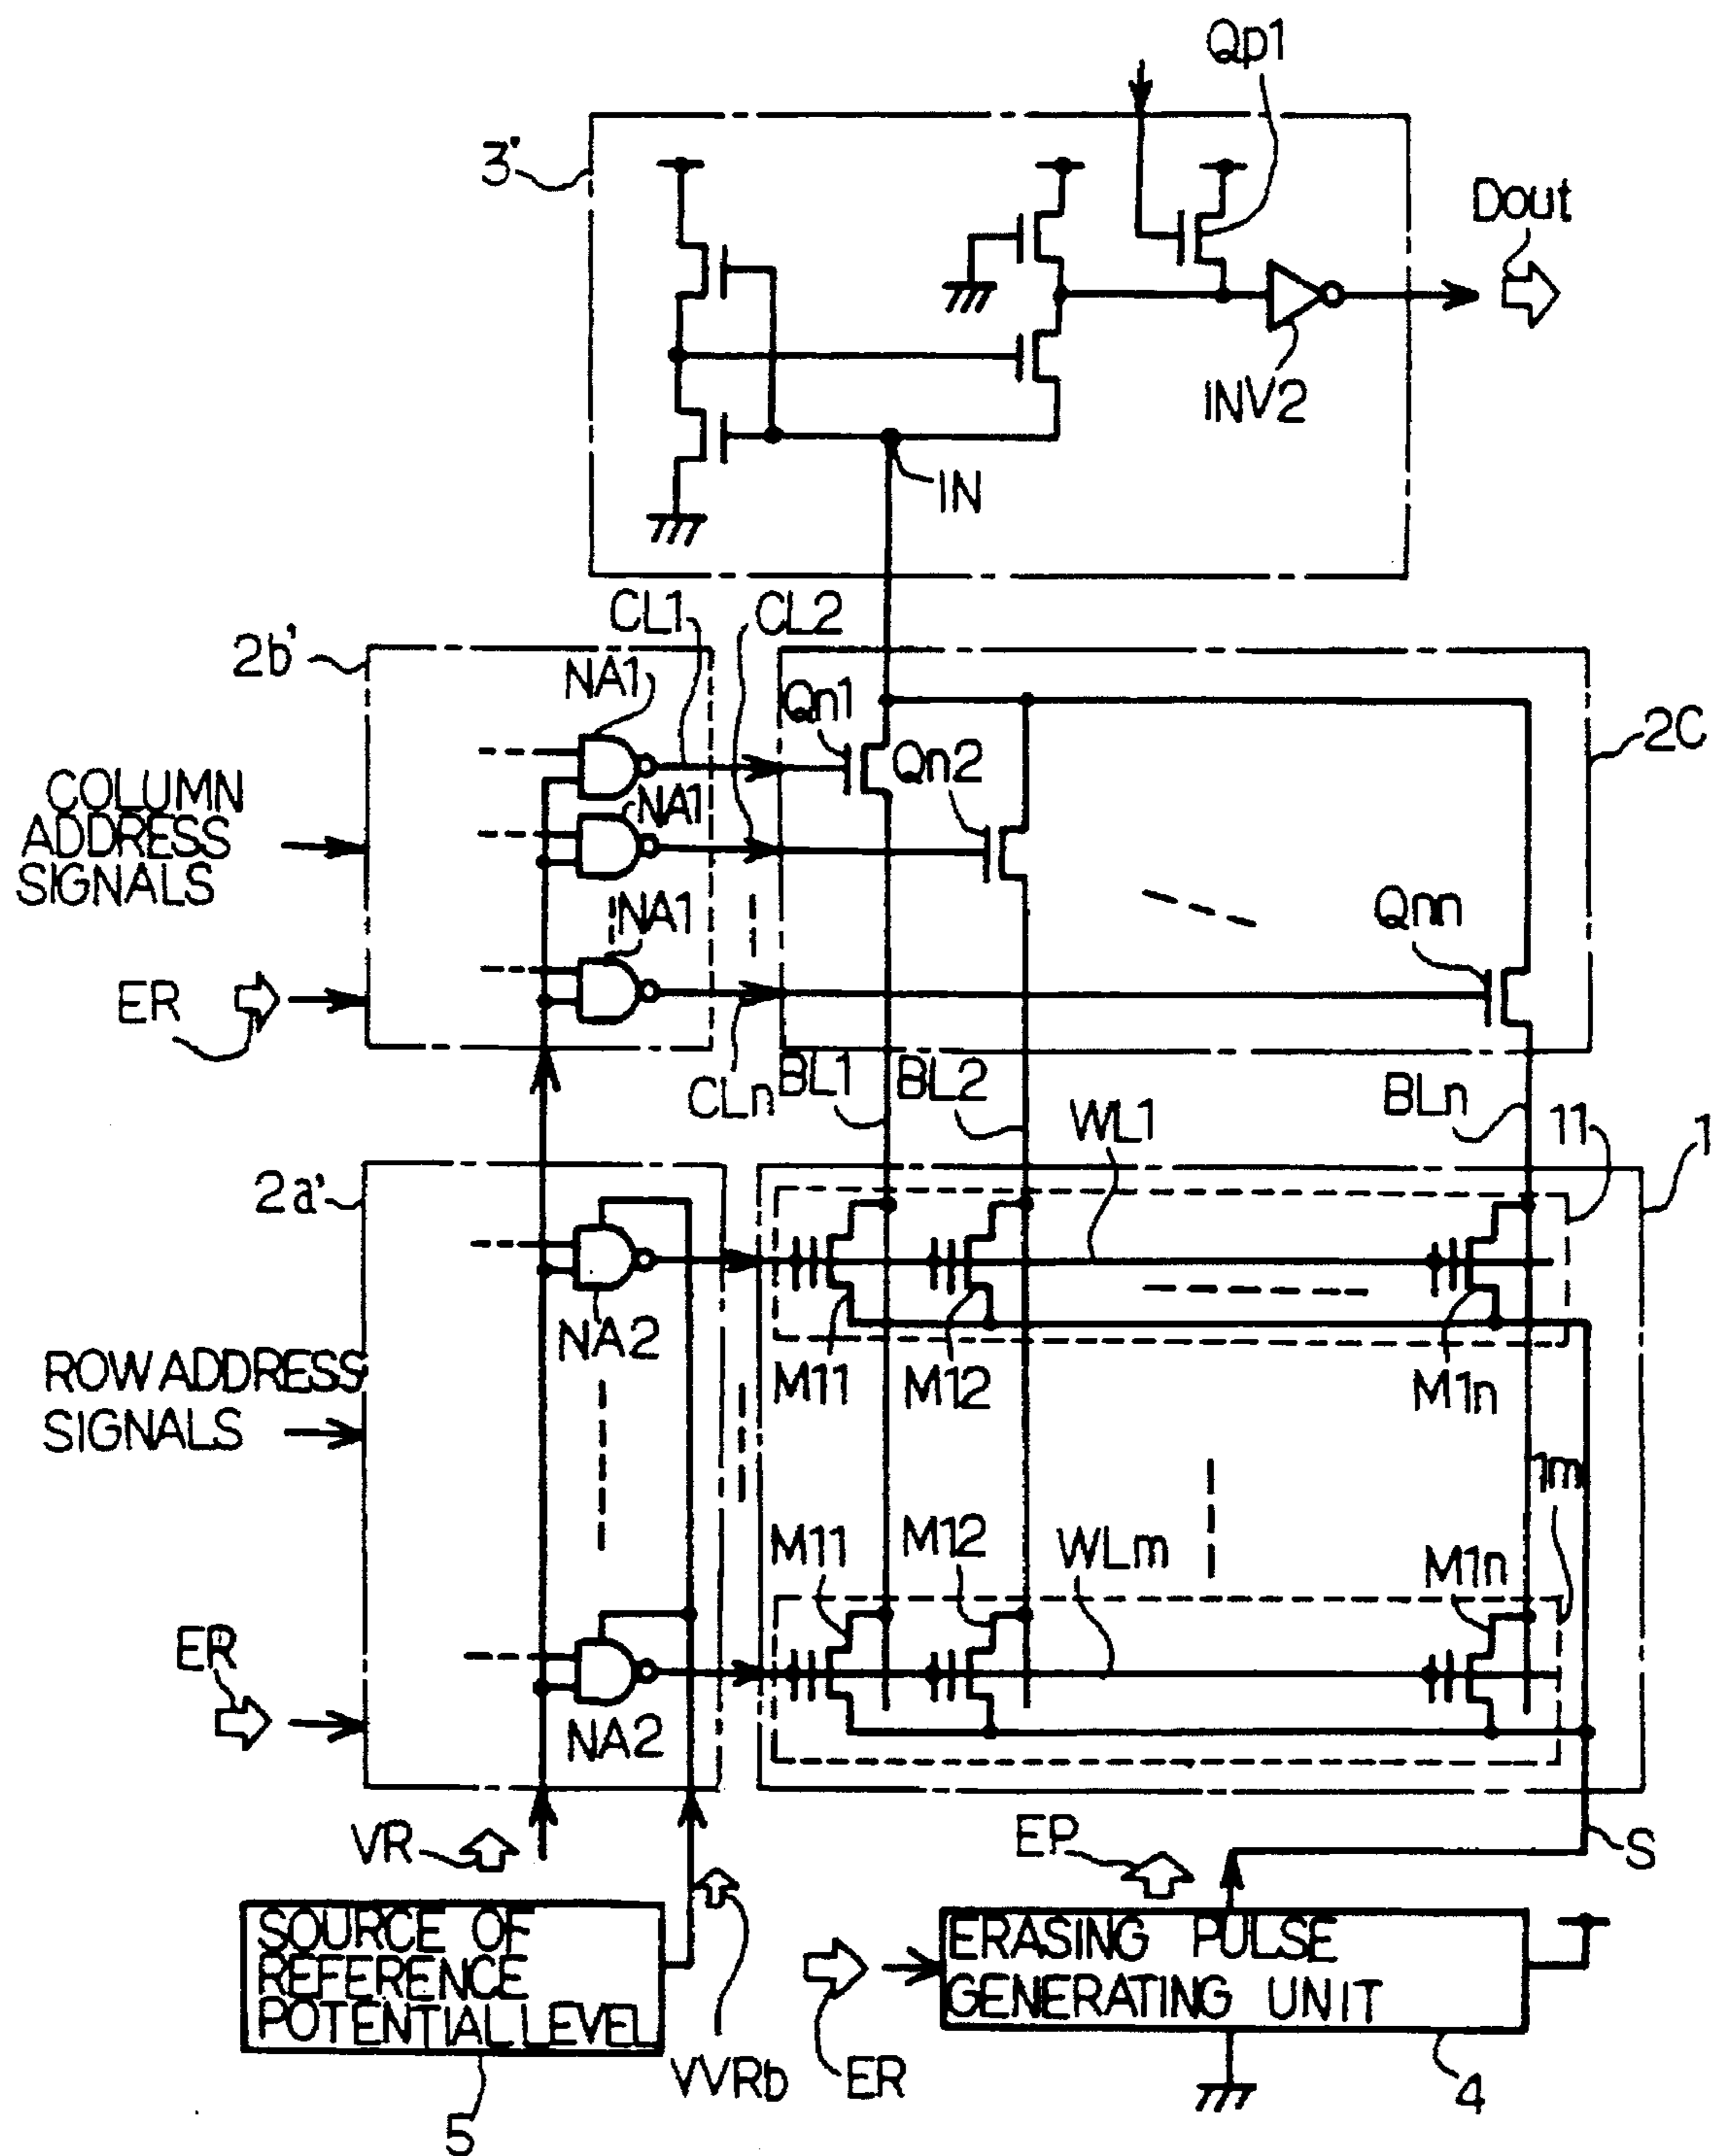 Qp1
3'
Dout
INV2
IN
CL1
CL2
2b'
NA1
Qn1
2C
Qn2
COLUMN
ADDRESS
SIGNALS
NA1
NA1
Qnn
ER
CLn
BL1
BL2
BLn
11
1
WL1
2a'
NA2
M11
M12
M1n
ROW ADDRESS
SIGNALS
1m
M11
M12
WLm
M1n
ER
NA2
VR
EP
S
SOURCE OF
REFERENCE
POTENTIAL LEVEL
ERASING PULSE
GENERATING UNIT
VVRb
ER
4
5